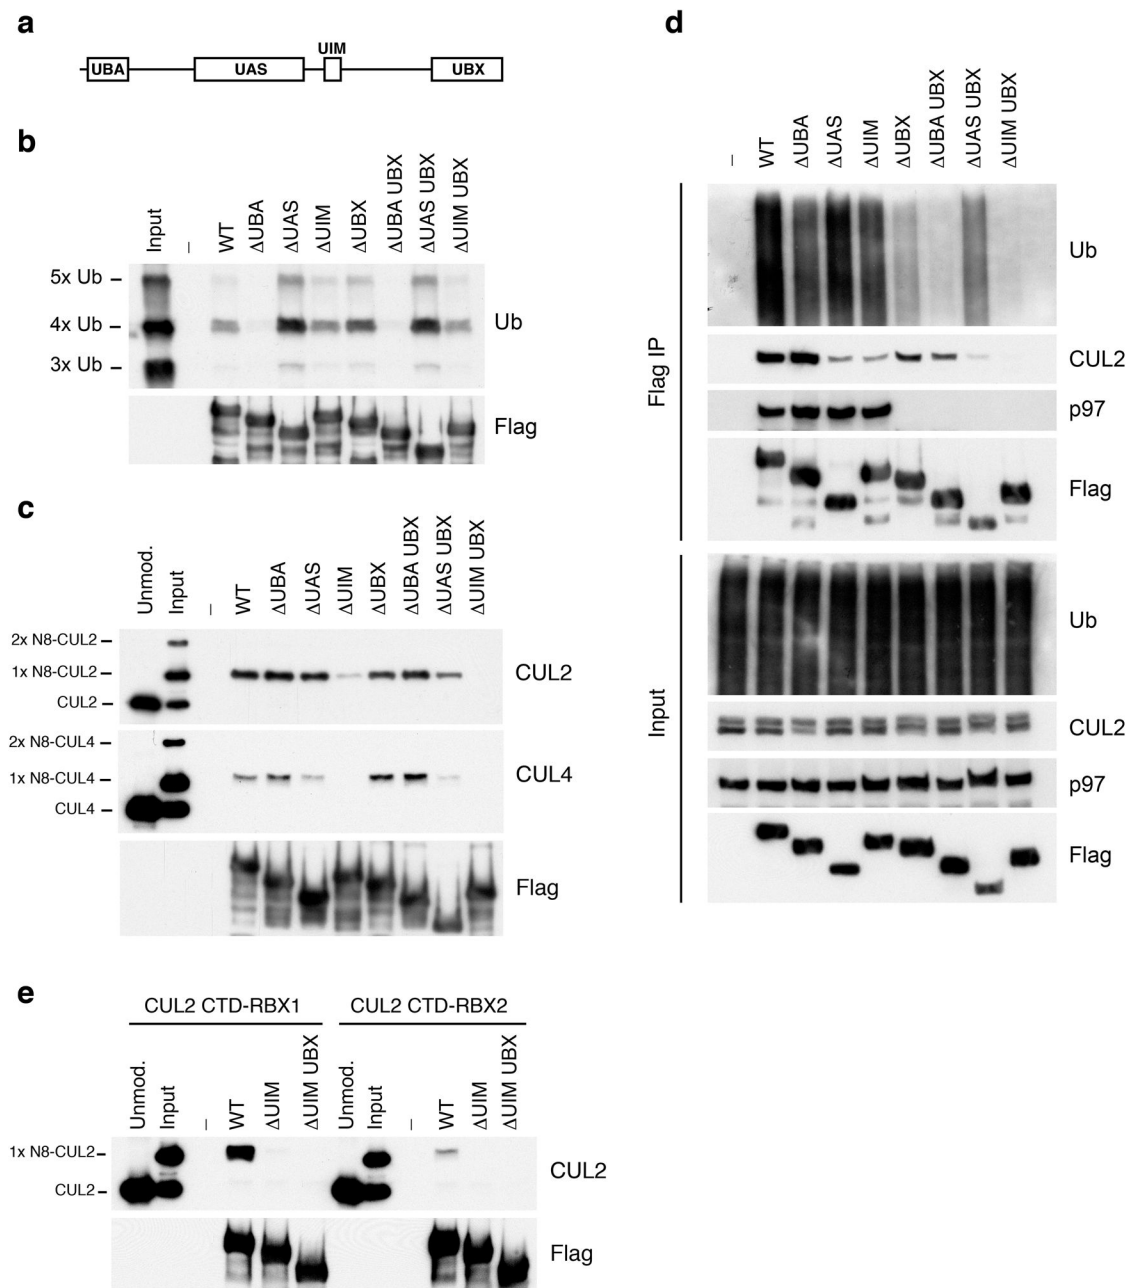 a
UIM
UBA UAS UBX
b
Input – WT ΔUBA ΔUAS ΔUIM ΔUBX ΔUBA UBX ΔUAS UBX ΔUIM UBX
5x Ub –
4x Ub –
3x Ub –
Ub
Flag
c
Unmod. Input – WT ΔUBA ΔUAS ΔUIM ΔUBX ΔUBA UBX ΔUAS UBX ΔUIM UBX
2x N8-CUL2 –
1x N8-CUL2 –
CUL2 –
CUL2
2x N8-CUL4 –
1x N8-CUL4 –
CUL4 –
CUL4
Flag
d
– WT ΔUBA ΔUAS ΔUIM ΔUBX ΔUBA UBX ΔUAS UBX ΔUIM UBX
Flag IP
Ub
CUL2
p97
Flag
Input
Ub
CUL2
p97
Flag
e
CUL2 CTD-RBX1 CUL2 CTD-RBX2
Unmod. Input – WT ΔUIM ΔUIM UBX Unmod. Input – WT ΔUIM ΔUIM UBX
1x N8-CUL2–
CUL2 –
CUL2
Flag